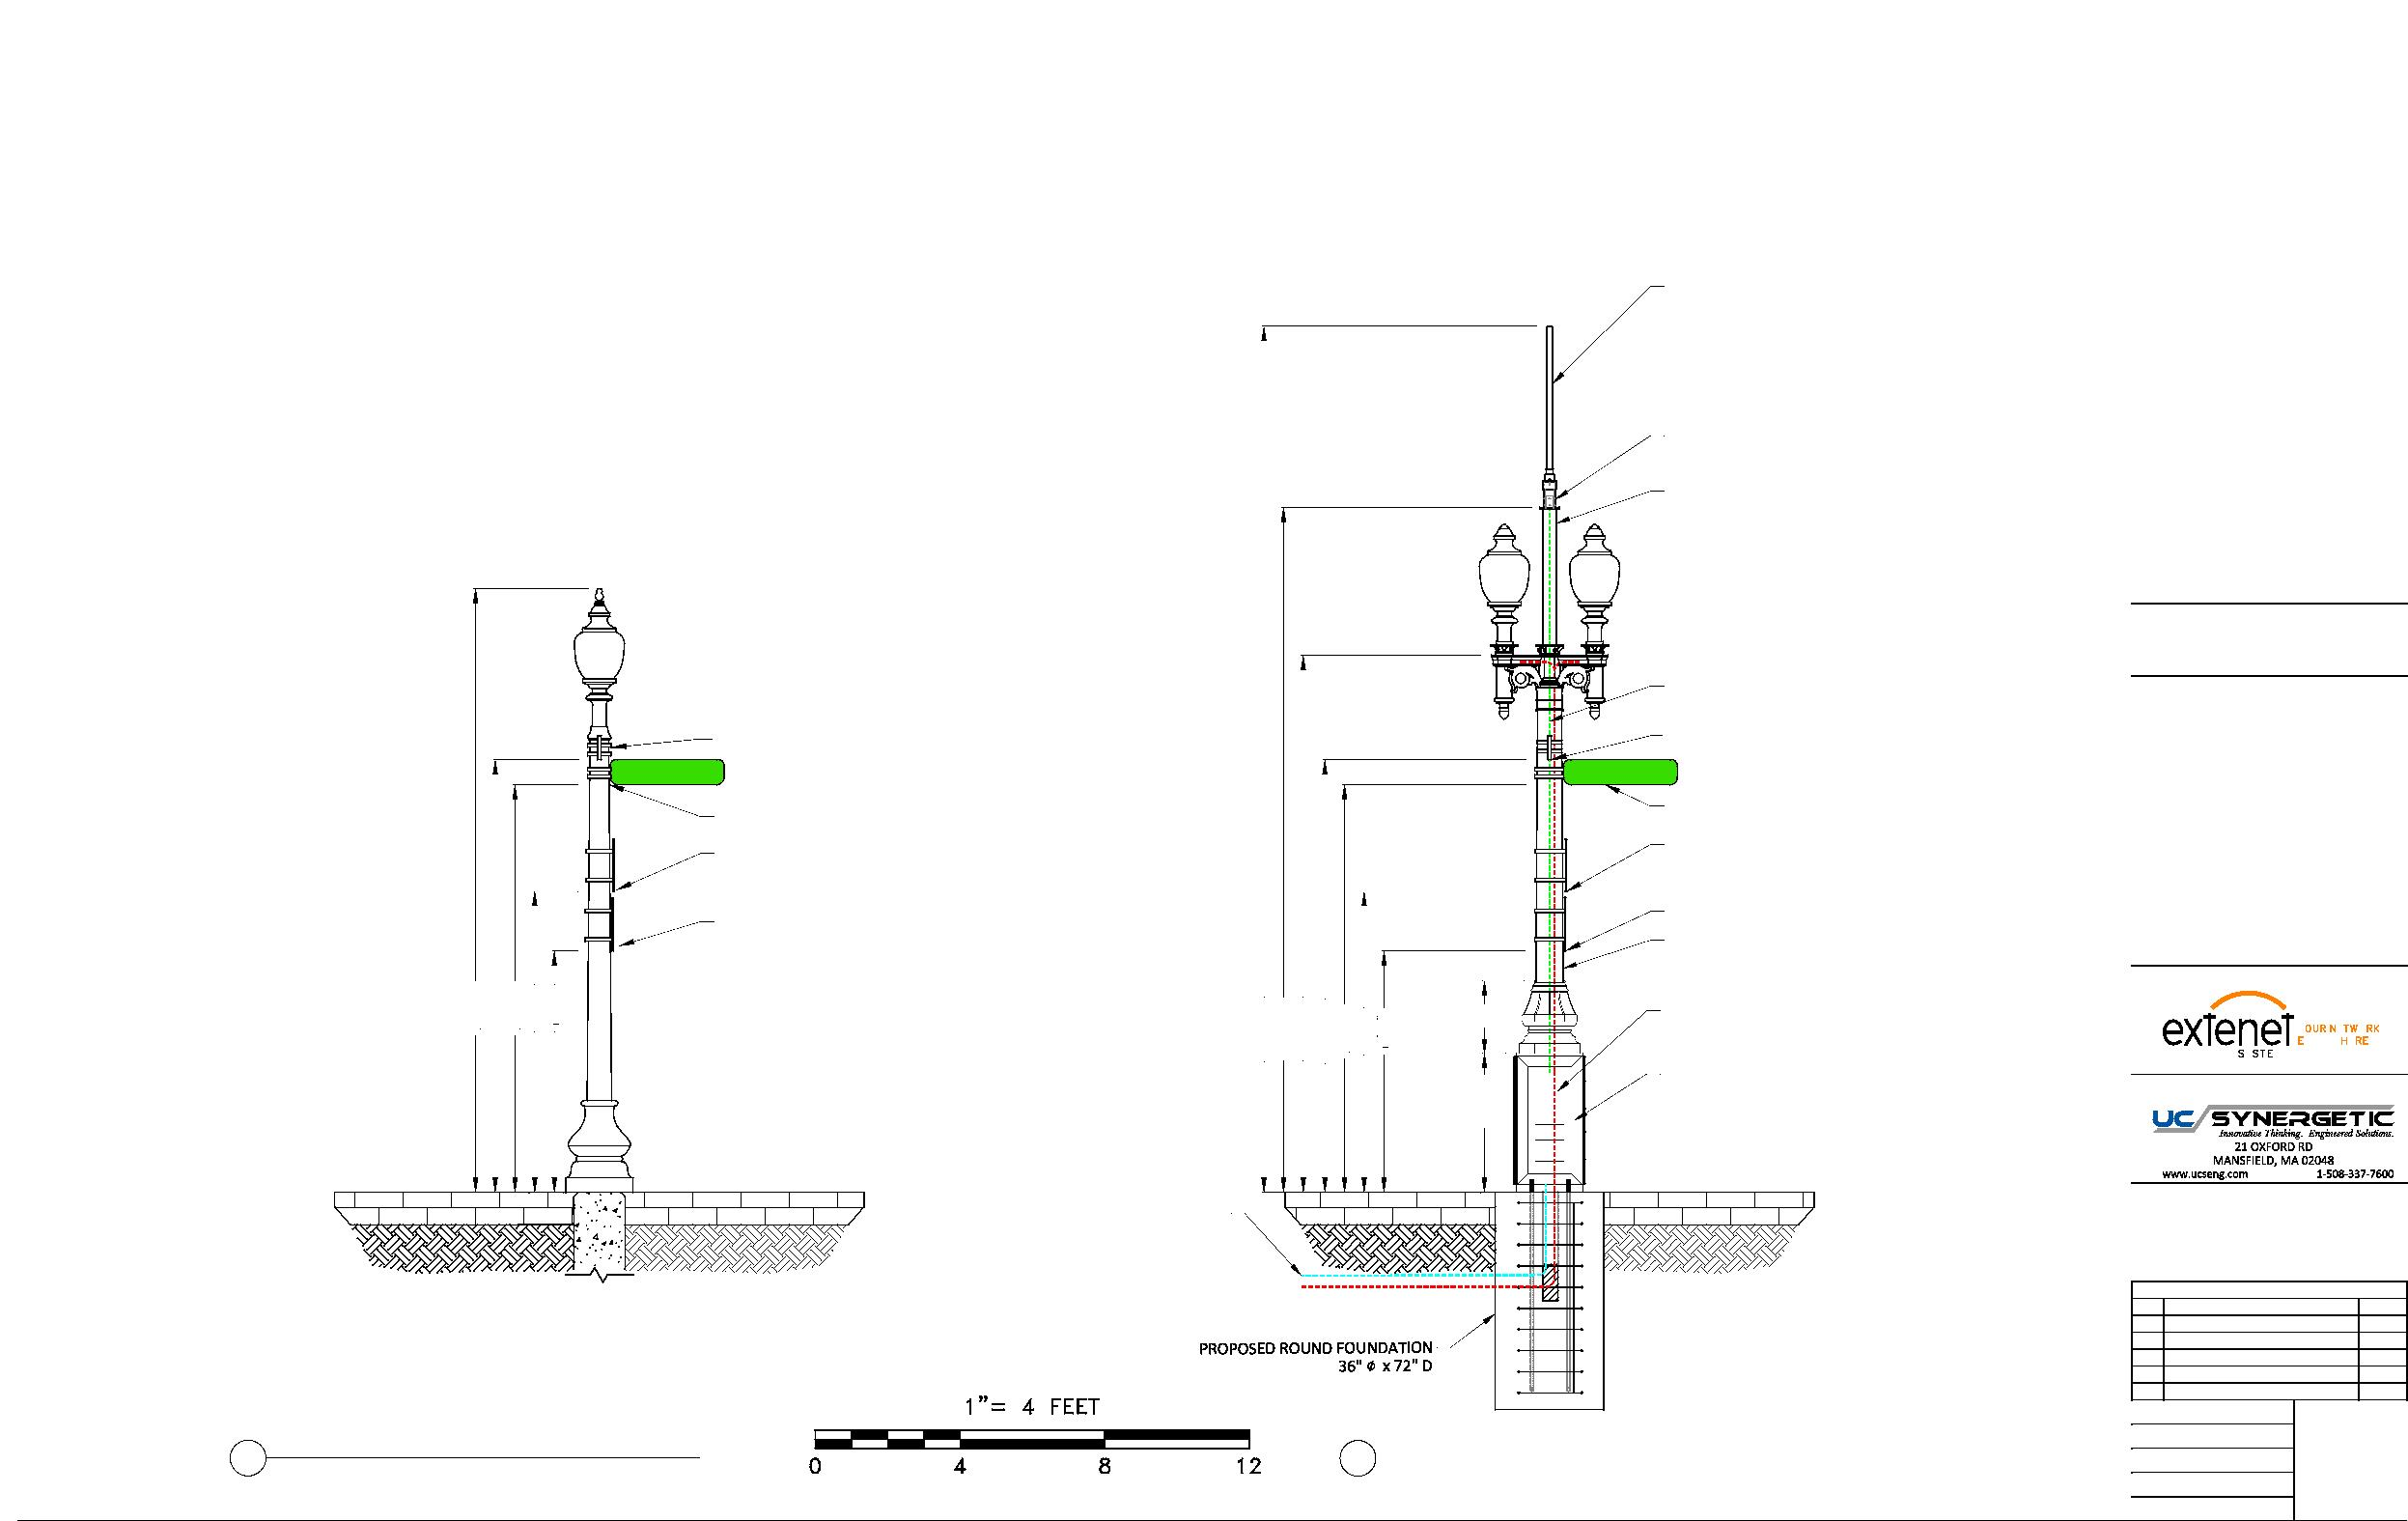 extenet
UC SYNERGETIC
Innovative Thinking. Engineered Solutions.
21 OXFORD RD
MANSFIELD, MA 02048
www.ucseng.com 1-508-337-7600
PROPOSED ROUND FOUNDATION
36" ϕ x 72" D
1"= 4 FEET
0 4 8 12